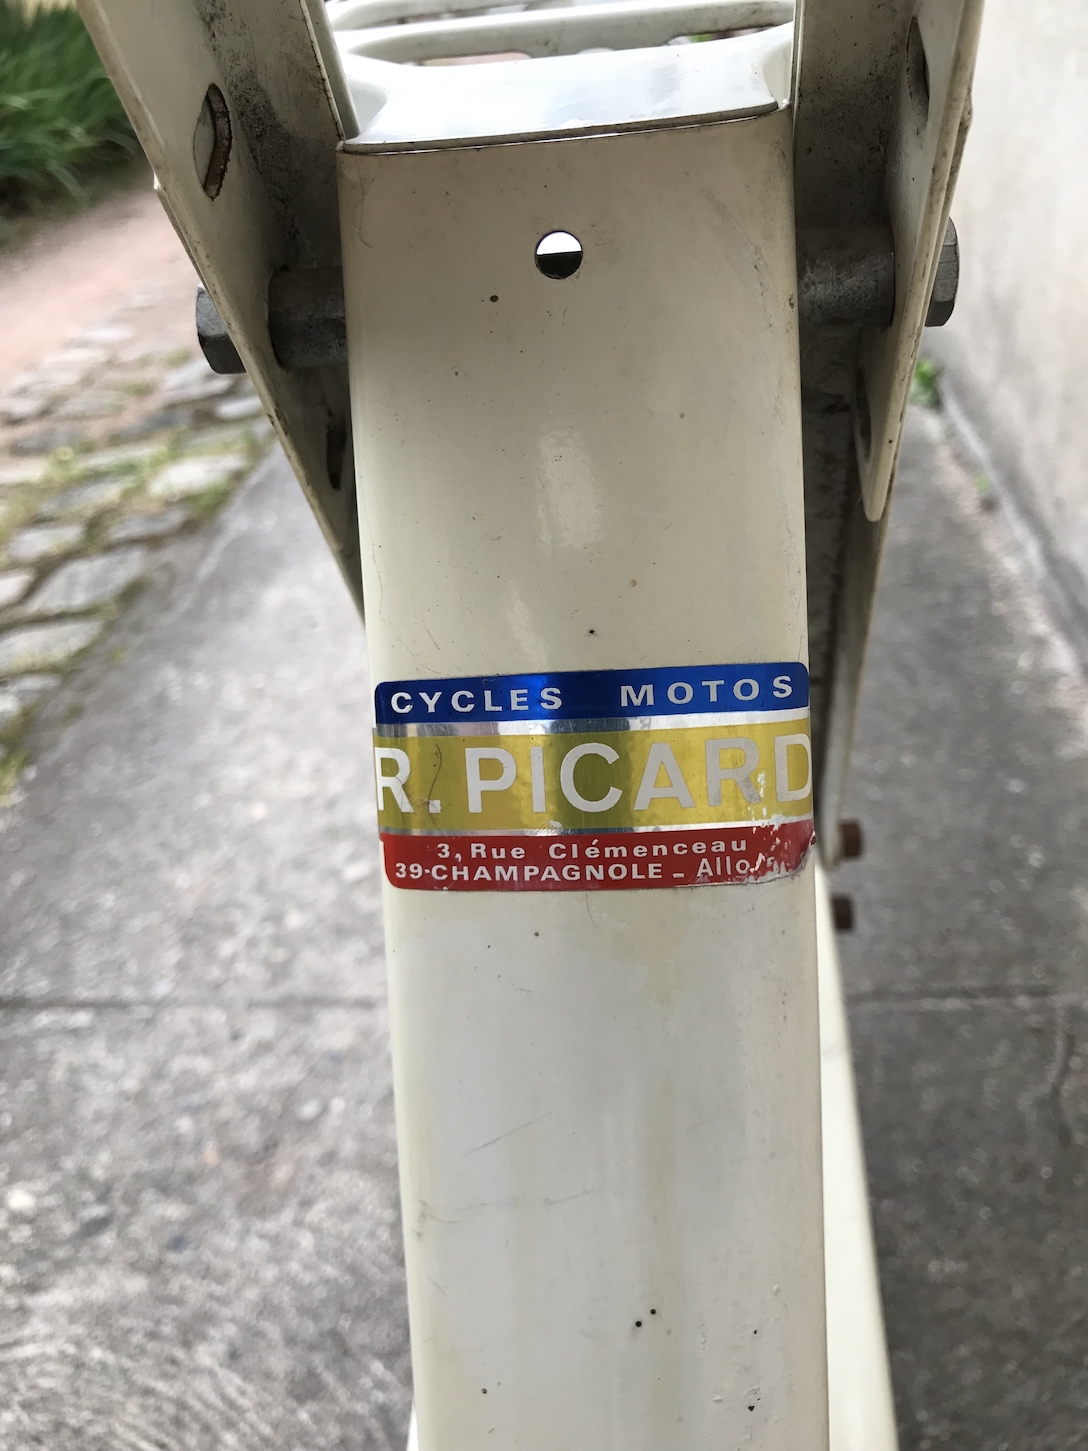 CYCLES MOTOS
R. PICARD
3, Rue Clémenceau
39-CHAMPAGNOLE - Allo